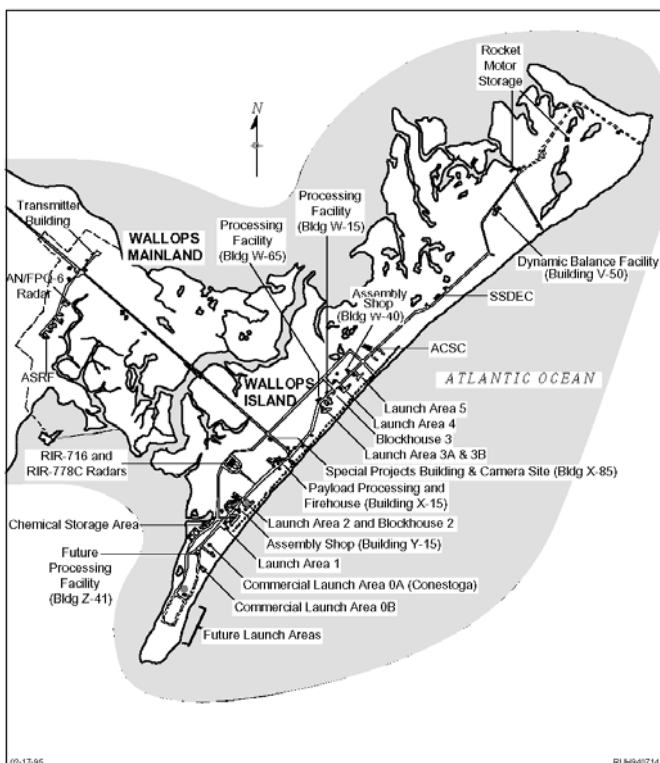 Rocket
Motor
Storage
N
Processing
Facility
(Bldg W-15)
Transmitter
Building
Processing
Facility
(Bldg W-65)
WALLOPS
MAINLAND
Dynamic Balance Facility
(Building V-50)
AN/FPQ-6
Radar
Assembly
Shop
(Bldg W-40)
SSDEC
ACSC
ASRF
WALLOPS
ISLAND
ATLANTIC OCEAN
Launch Area 5
Launch Area 4
Blockhouse 3
Launch Area 3A & 3B
RIR-716 and
RIR-778C Radars
Special Projects Building & Camera Site (Bldg X-85)
Payload Processing and
Firehouse (Building X-15)
Chemical Storage Area
Launch Area 2 and Blockhouse 2
Assembly Shop (Building Y-15)
Future
Processing
Facility
(Bldg Z-41)
Launch Area 1
Commercial Launch Area 0A (Conestoga)
Commercial Launch Area 0B
Future Launch Areas
02-17-95